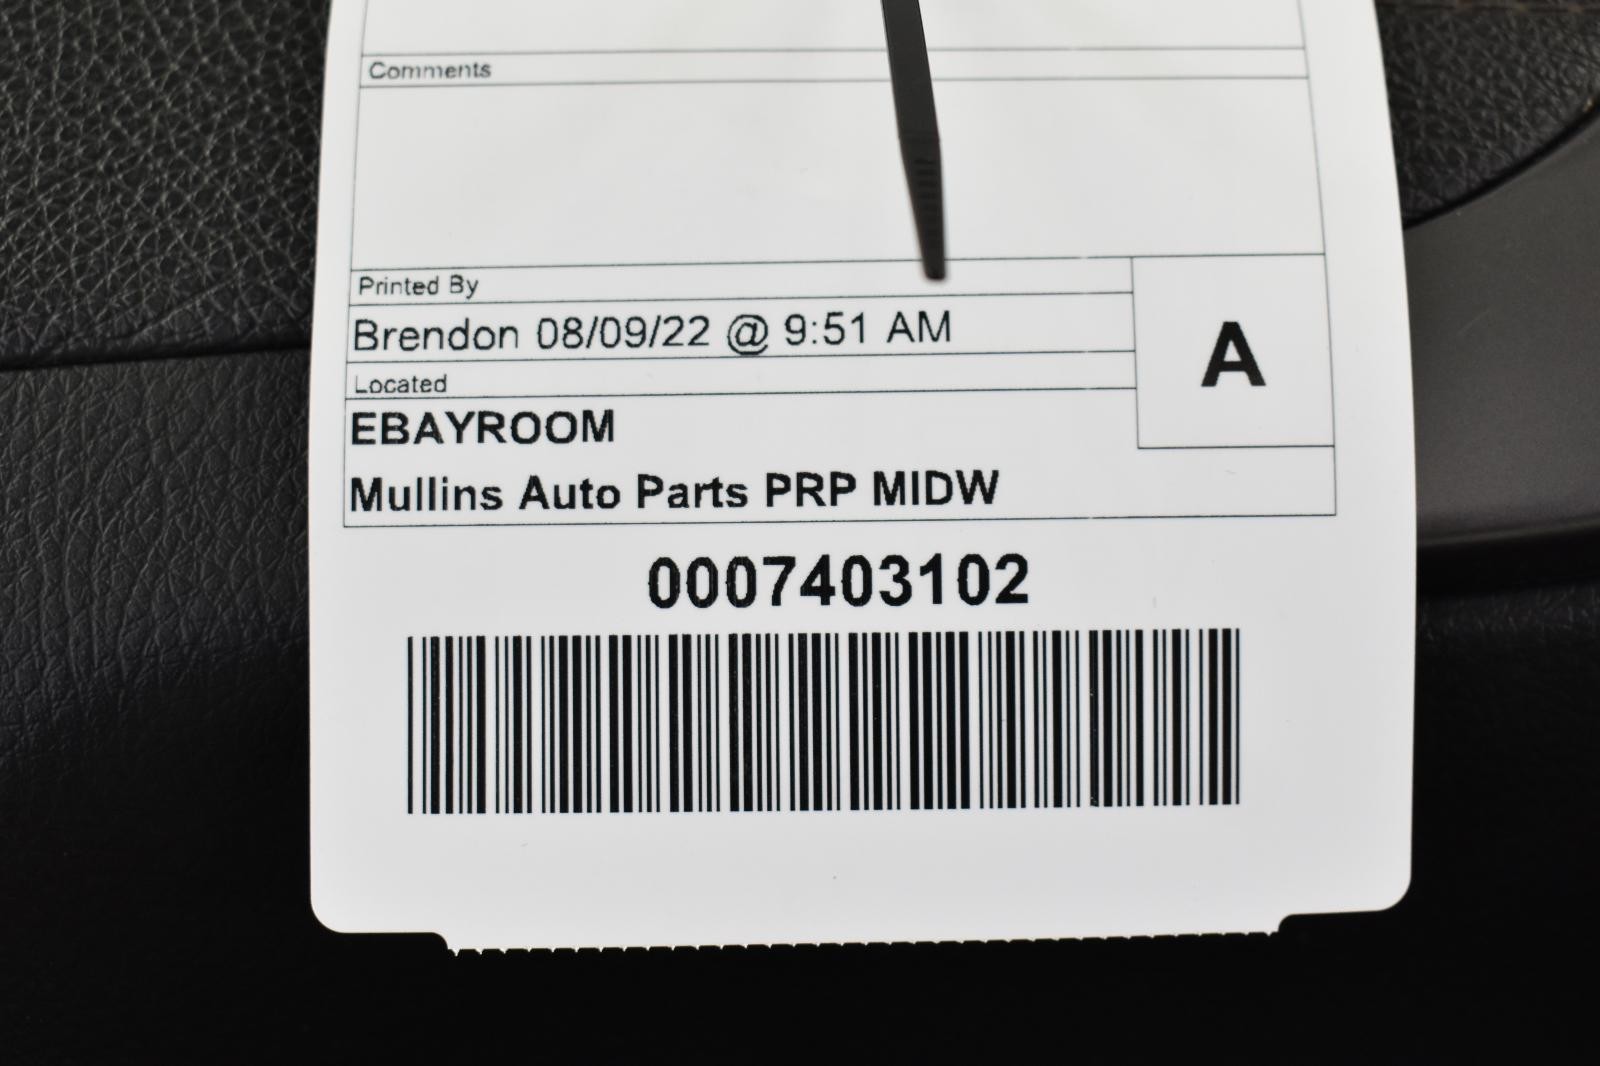 Comments
Printed By
Brendon 08/09/22 @ 9:51 AM
A
Located
EBAYROOM
Mullins Auto Parts PRP MIDW
0007403102